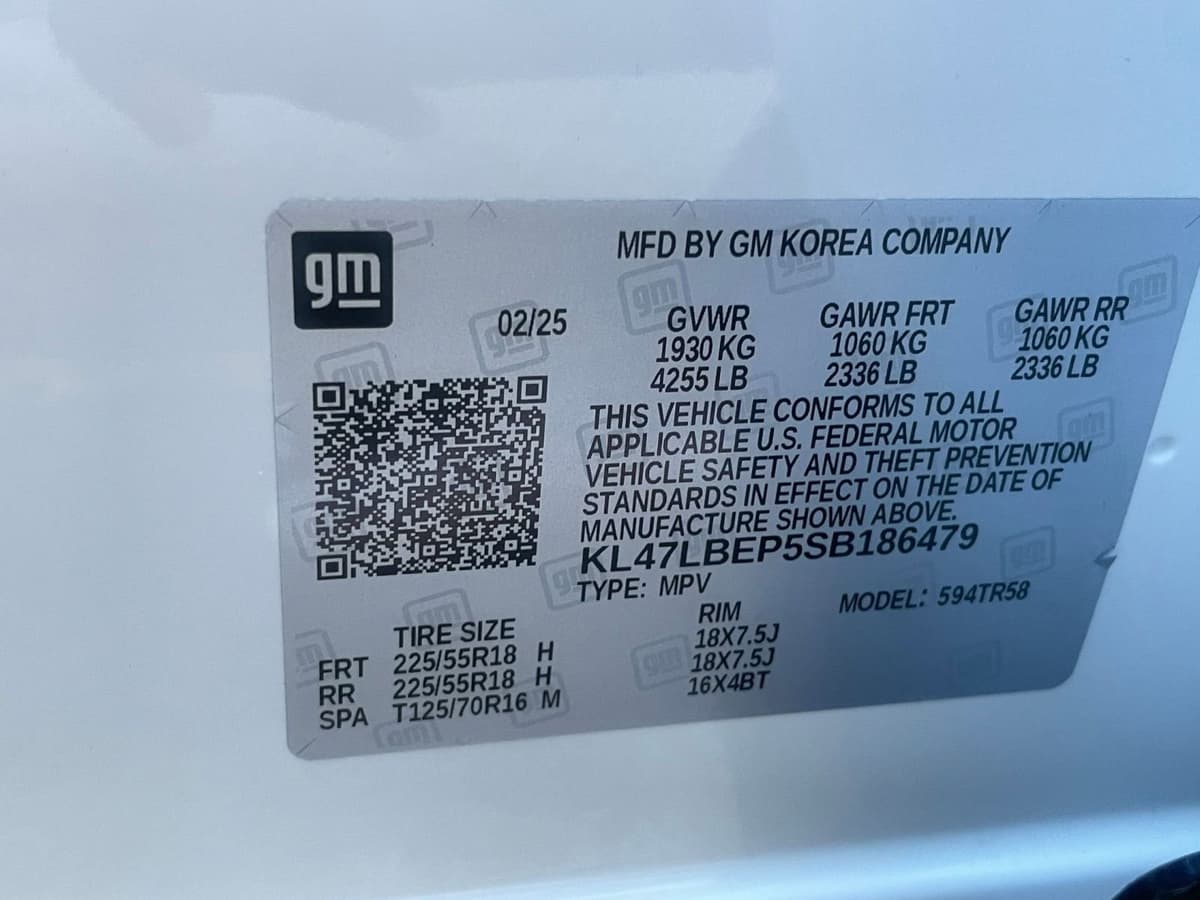 gm
MFD BY GM KOREA COMPANY
02/25
GVWR GAWR FRT GAWR RR
1930 KG 1060 KG 1060 KG
4255 LB 2336 LB 2336 LB
THIS VEHICLE CONFORMS TO ALL
APPLICABLE U.S. FEDERAL MOTOR
VEHICLE SAFETY AND THEFT PREVENTION
STANDARDS IN EFFECT ON THE DATE OF
MANUFACTURE SHOWN ABOVE.
KL47LBEP5SB186479
TYPE: MPV MODEL: 594TR58
TIRE SIZE RIM
FRT 225/55R18 H 18X7.5J
RR 225/55R18 H 18X7.5J
SPA T125/70R16 M 16X4BT